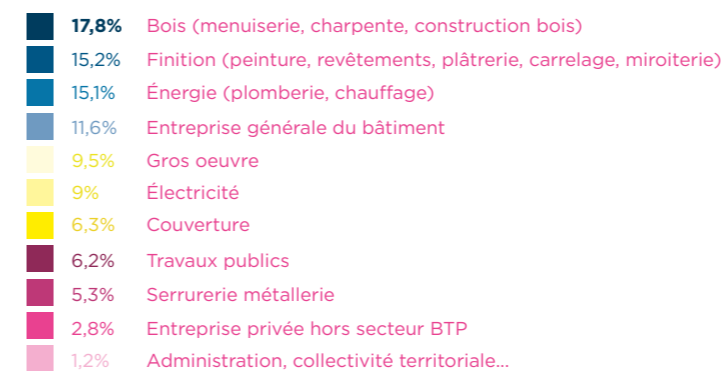 17,8% Bois (menuiserie, charpente, construction bois)
15,2% Finition (peinture, revêtements, plâtrerie, carrelage, miroiterie)
15,1% Énergie (plomberie, chauffage)
11,6% Entreprise générale du bâtiment
9,5% Gros oeuvre
9% Électricité
6,3% Couverture
6,2% Travaux publics
5,3% Serrurerie métallerie
2,8% Entreprise privée hors secteur BTP
1,2% Administration, collectivité territoriale...